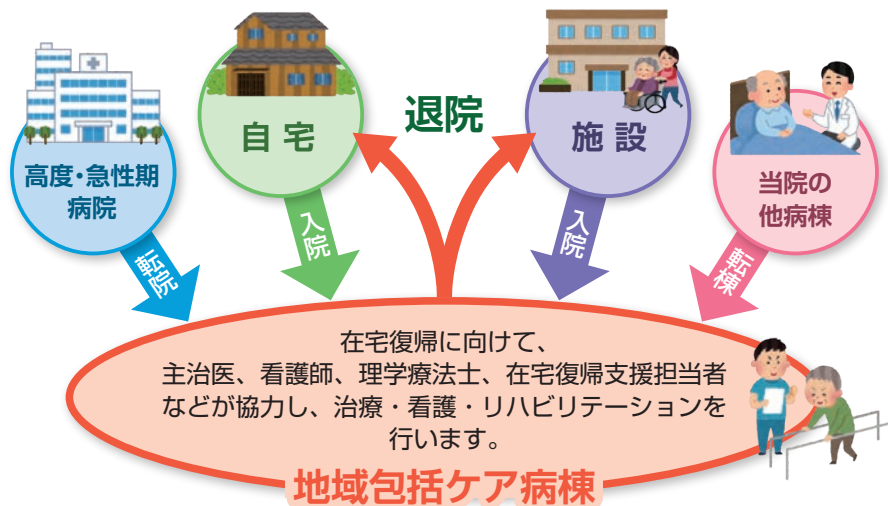 高度・急性期
病院
自宅
退院
施設
当院の
他病棟
転院
入院
入院
転棟
在宅復帰に向けて、
主治医、看護師、理学療法士、在宅復帰支援担当者
などが協力し、治療・看護・リハビリテーションを
行います。
地域包括ケア病棟